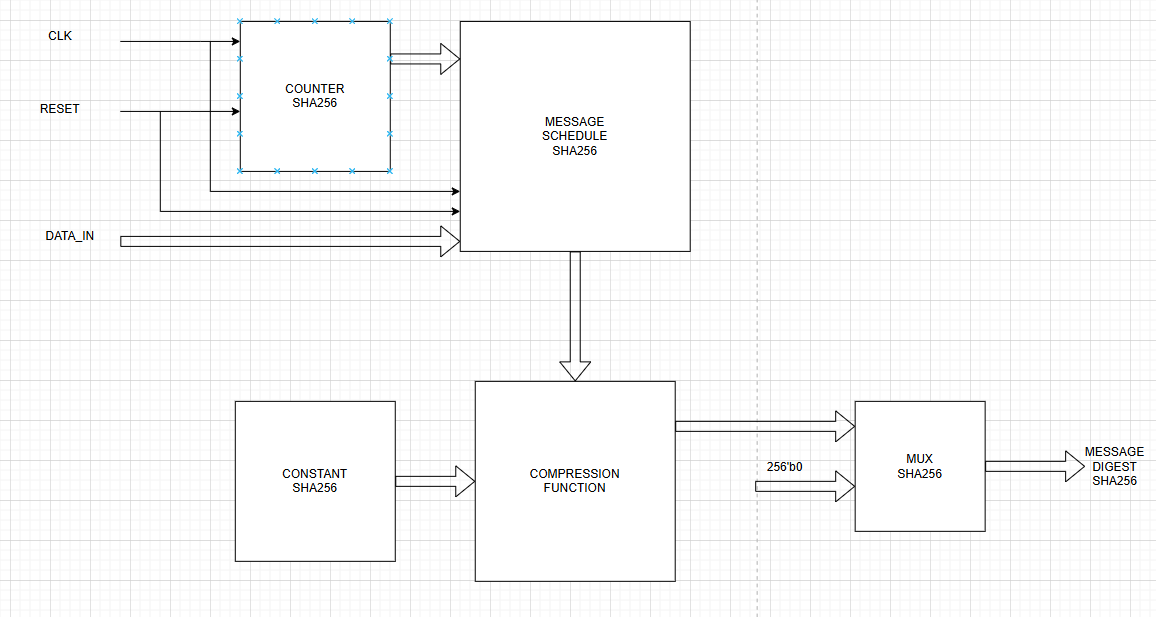 CLK
COUNTER
SHA256
RESET
MESSAGE
SCHEDULE
SHA256
DATA_IN
CONSTANT
SHA256
COMPRESSION
FUNCTION
256'b0
MUX
SHA256
MESSAGE
DIGEST
SHA256